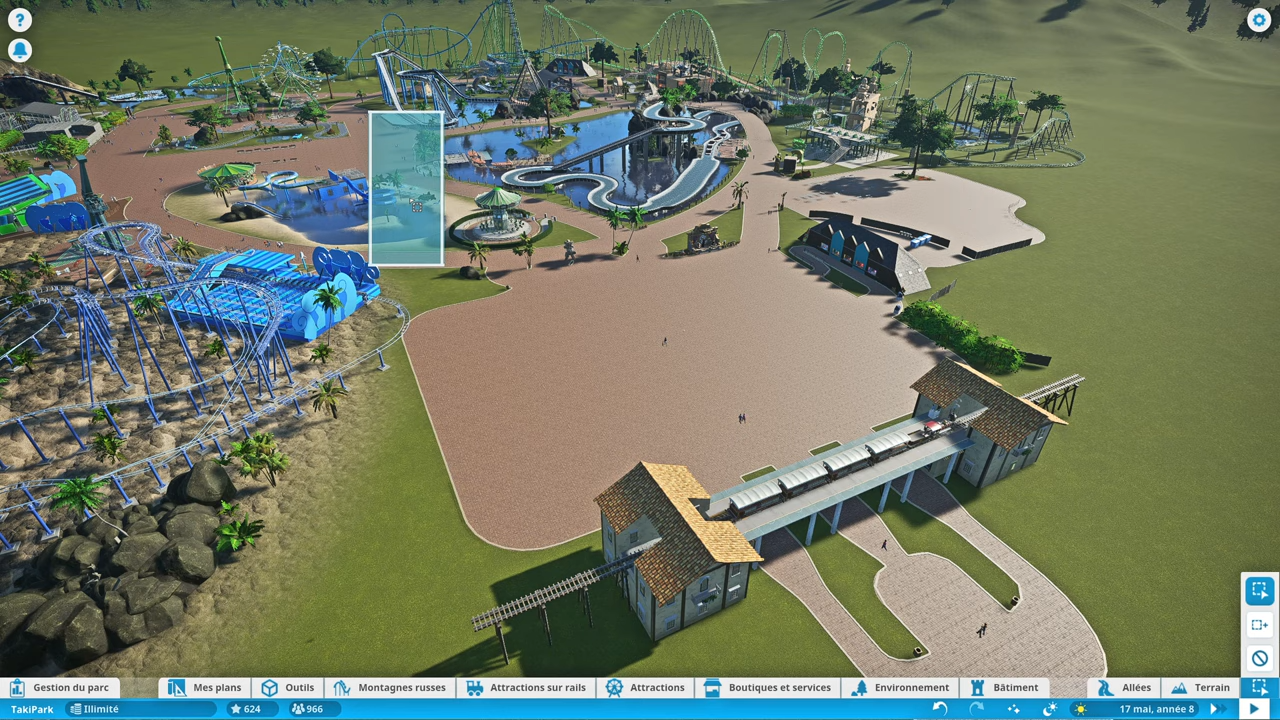 ?
Gestion du parc
Mes plans
Outils
Montagnes russes
Attractions sur rails
Attractions
Boutiques et services
Environnement
Bâtiment
Allées
Terrain
TakiPark
Illimité
624
966
17 mai, année 8